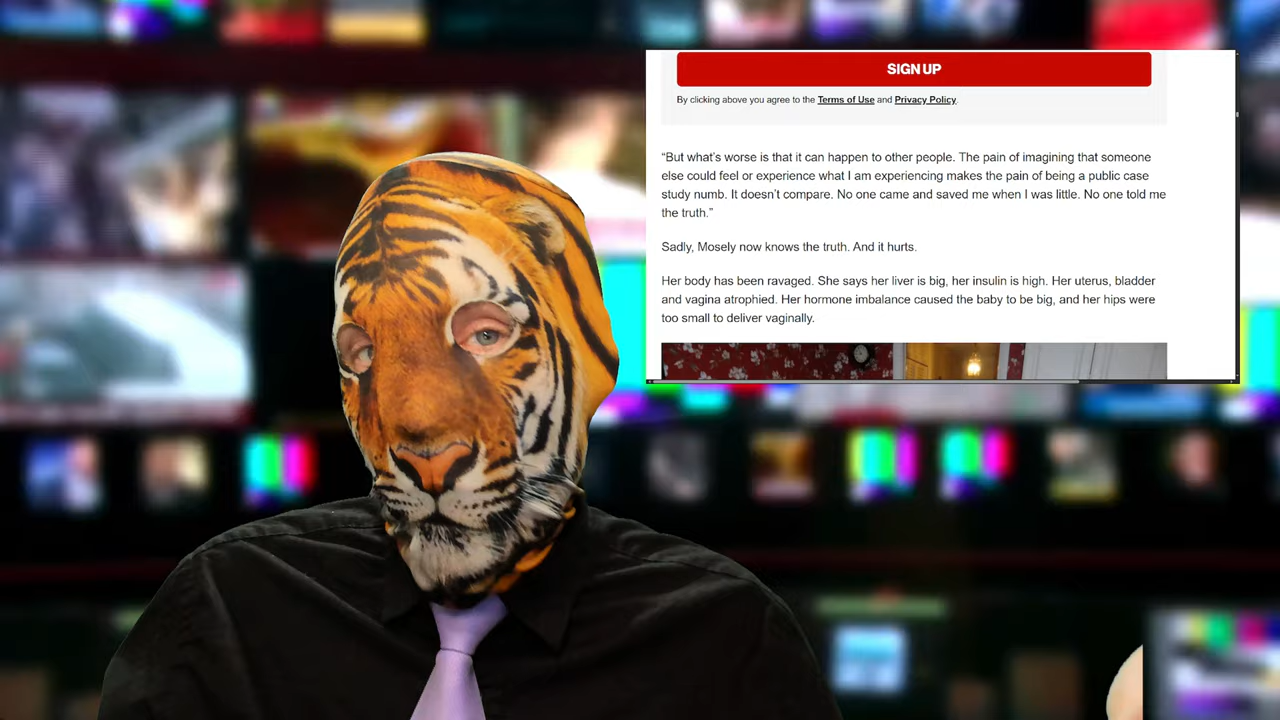 SIGN UP
By clicking above you agree to the Terms of Use and Privacy Policy.
“But what’s worse is that it can happen to other people. The pain of imagining that someone
else could feel or experience what I am experiencing makes the pain of being a public case
study numb. It doesn’t compare. No one came and saved me when I was little. No one told me
the truth.”
Sadly, Mosely now knows the truth. And it hurts.
Her body has been ravaged. She says her liver is big, her insulin is high. Her uterus, bladder
and vagina atrophied. Her hormone imbalance caused the baby to be big, and her hips were
too small to deliver vaginally.